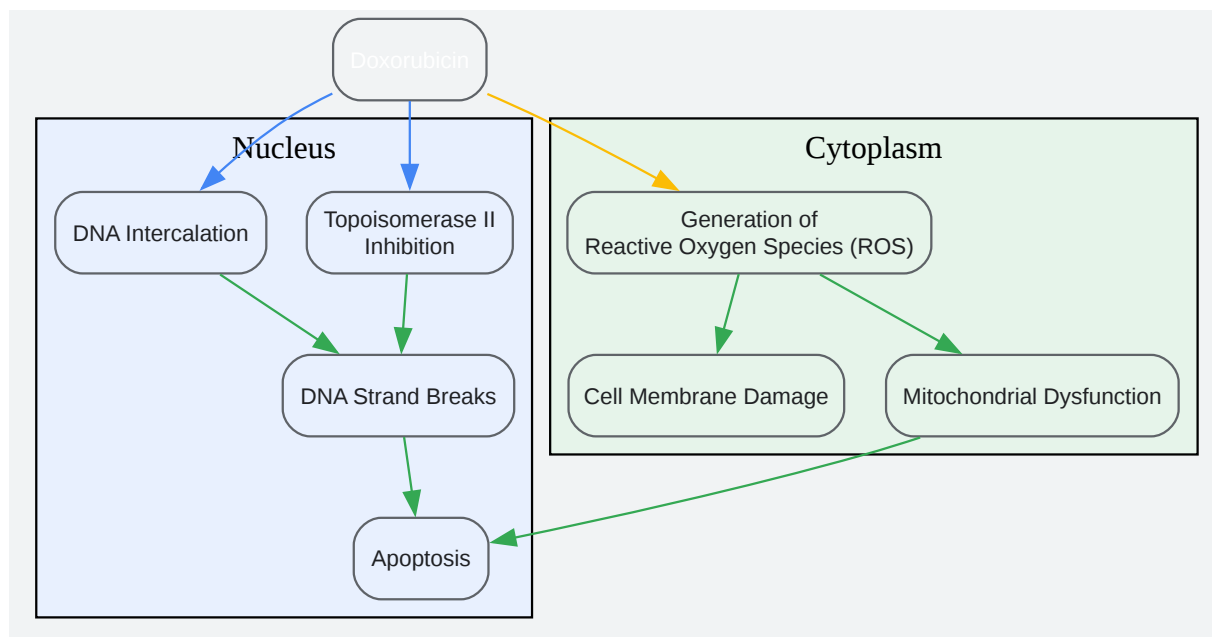 Doxorubicin
Nucleus
Cytoplasm
DNA Intercalation
Topoisomerase II
Inhibition
Generation of
Reactive Oxygen Species (ROS)
DNA Strand Breaks
Cell Membrane Damage
Mitochondrial Dysfunction
Apoptosis